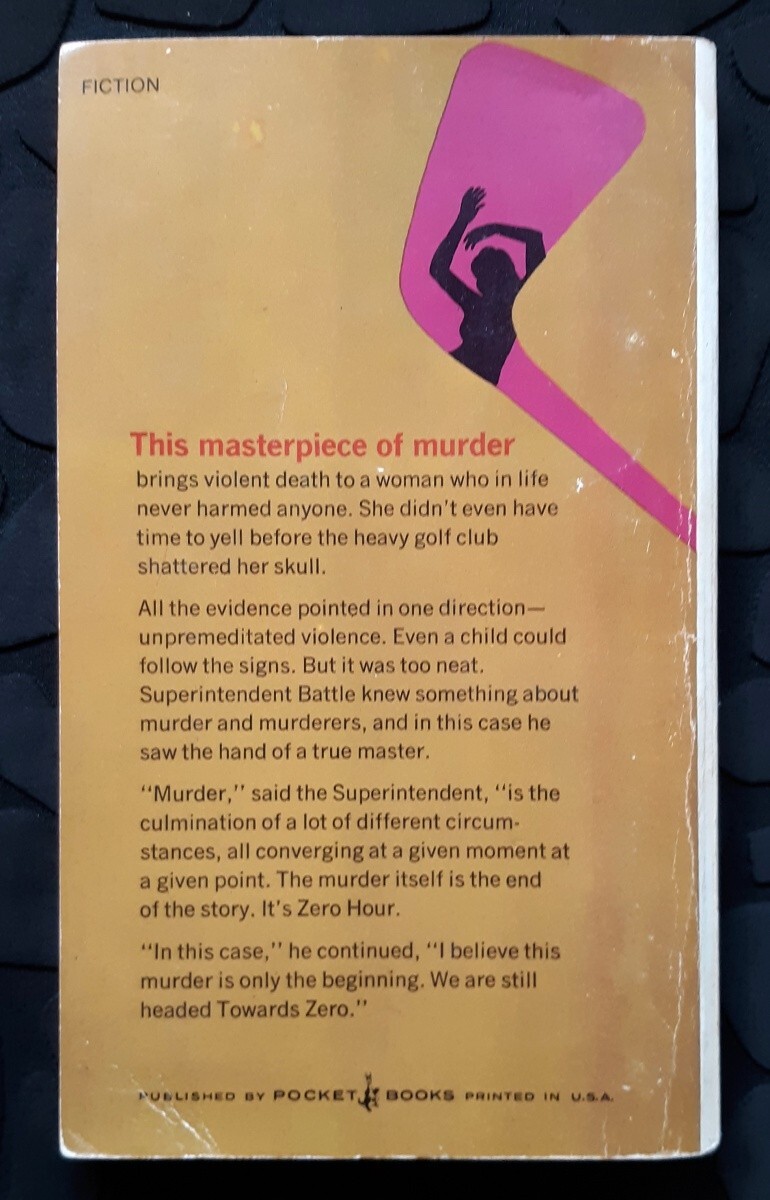 FICTION
This masterpiece of murder
brings violent death to a woman who in life
never harmed anyone. She didn't even have
time to yell before the heavy golf club
shattered her skull.
All the evidence pointed in one direction—
unpremeditated violence. Even a child could
follow the signs. But it was too neat.
Superintendent Battle knew something about
murder and murderers, and in this case he
saw the hand of a true master.
"Murder," said the Superintendent, "is the
culmination of a lot of different circum-
stances, all converging at a given moment at
a given point. The murder itself is the end
of the story. It's Zero Hour.
"In this case," he continued, "I believe this
murder is only the beginning. We are still
headed Towards Zero."
PUBLISHED BY POCKET BOOKS PRINTED IN U.S.A.